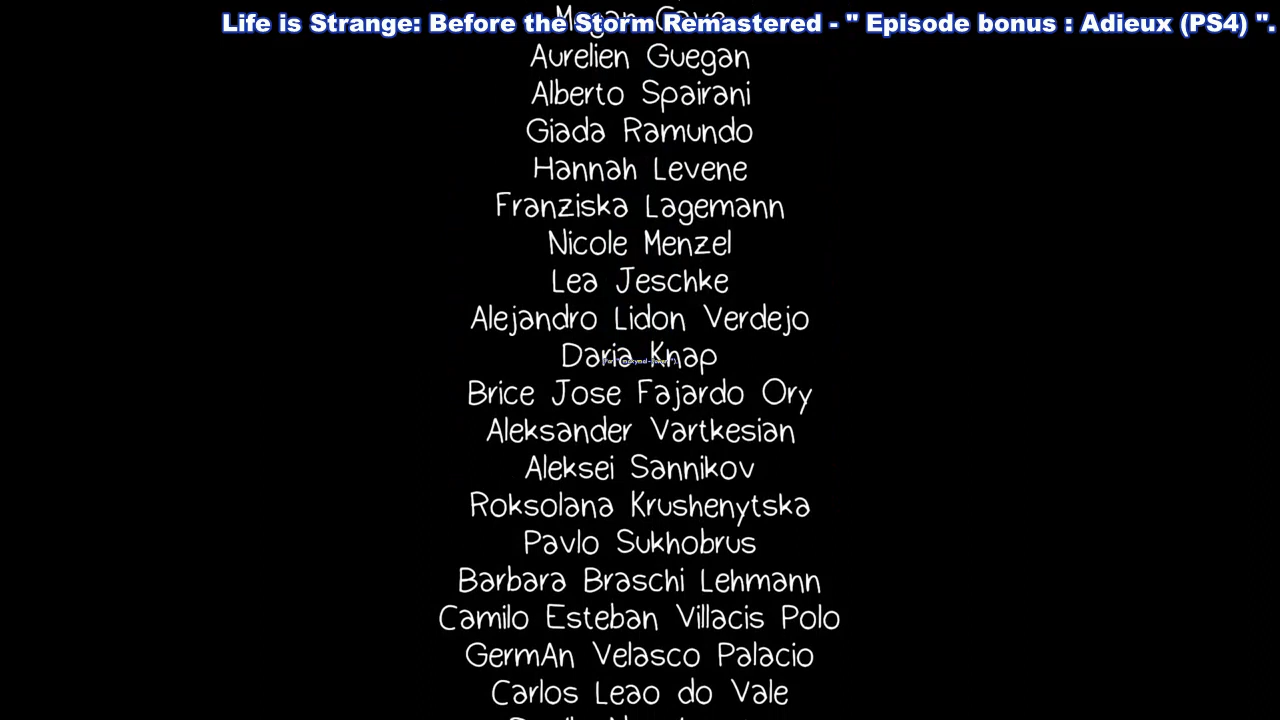 Life is Strange: Before the Storm Remastered - " Episode bonus : Adieux (PS4) ".
Megan Cave
Aurelien Guegan
Alberto Spairani
Giada Ramundo
Hannah Levene
Franziska Lagemann
Nicole Menzel
Lea Jeschke
Alejandro Lidon Verdejo
Daria Knap
Brice Jose Fajardo Ory
Aleksander Vartkesian
Aleksei Sannikov
Roksolana Krushenytska
Pavlo Sukhobrus
Barbara Braschi Lehmann
Camilo Esteban Villacis Polo
GermAn Velasco Palacio
Carlos Leao do Vale